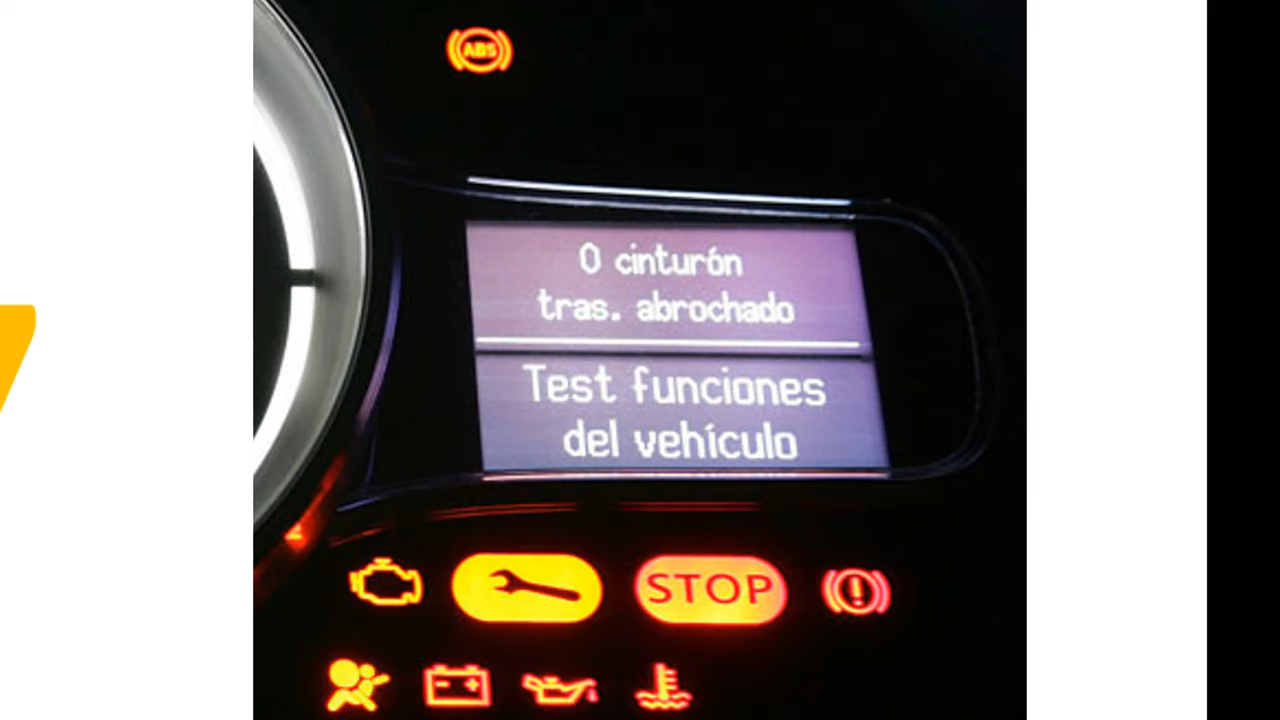 ABS
0 cinturón
tras. abrochado
Test funciones
del vehículo
STOP